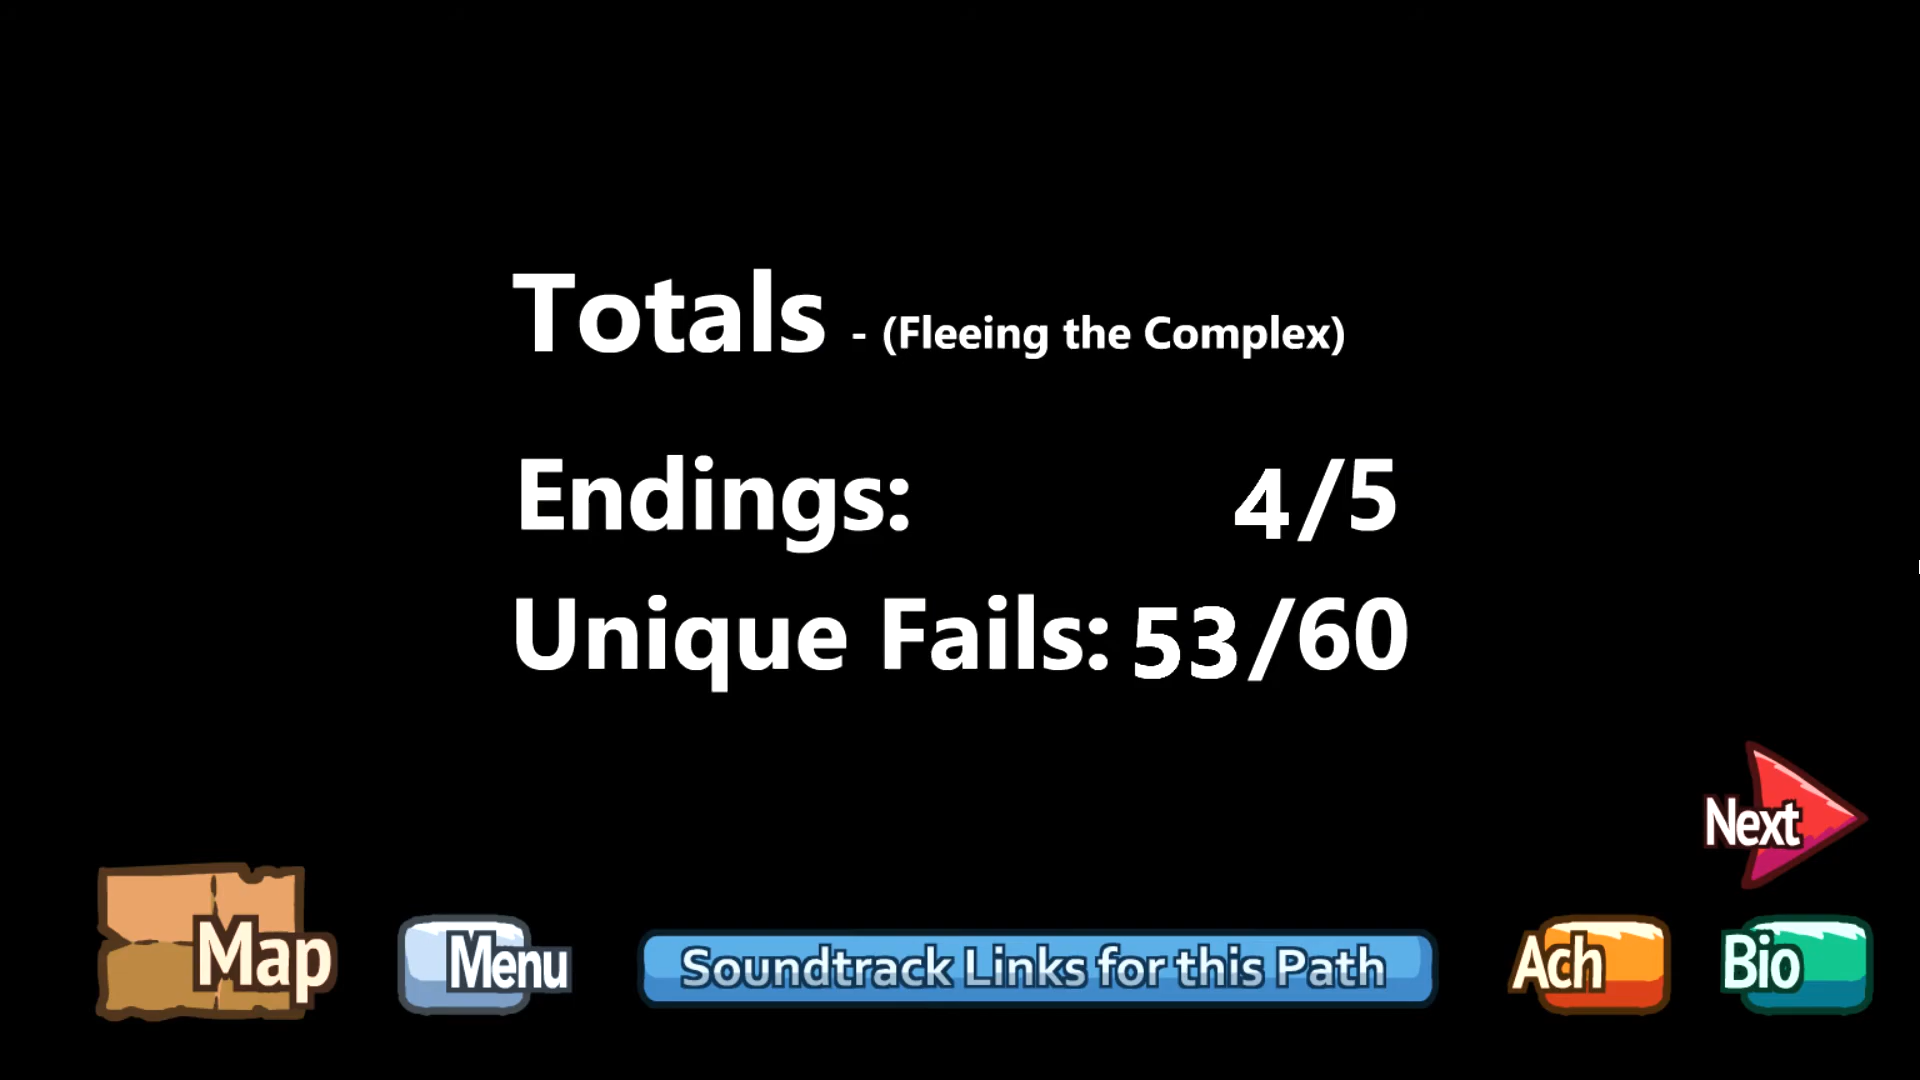 Totals - (Fleeing the Complex)
Endings: 4/5
Unique Fails: 53/60
Next
Map
Menu
Soundtrack Links for this Path
Ach
Bio